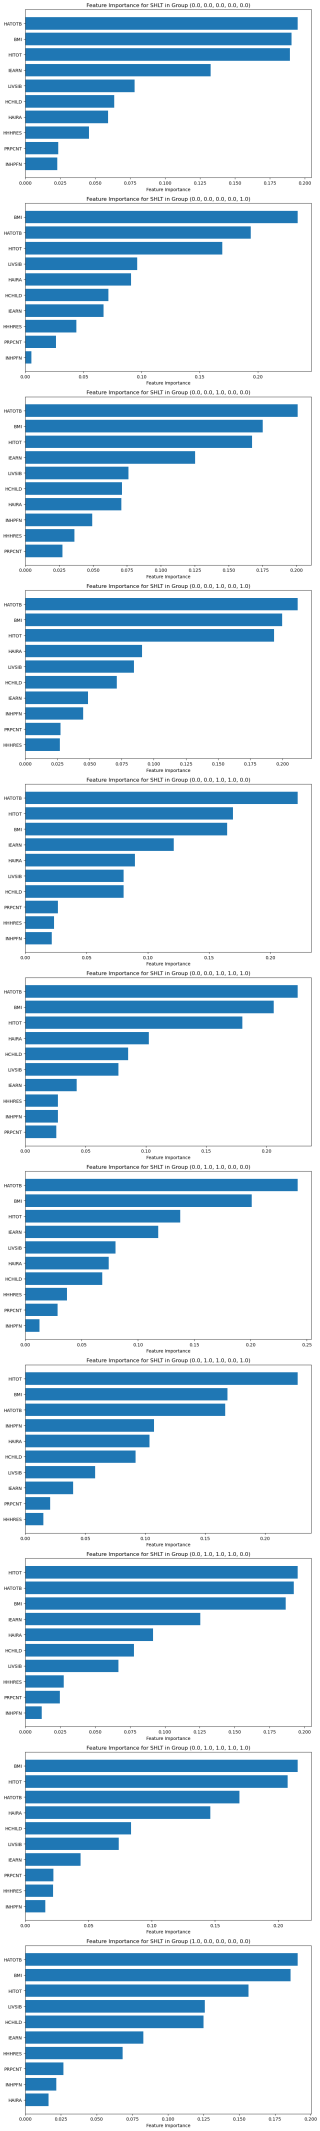 Feature Importance for SHLT in Group (0.0, 0.0, 0.0, 0.0, 0.0)
HATOTB
BMI
HITOT
IEARN
LIVSIB
HCHILD
HAIRA
HHHRES
PRPCNT
INHPFN
0.000 0.025 0.050 0.075 0.100 0.125 0.150 0.175 0.200
Feature Importance
Feature Importance for SHLT in Group (0.0, 0.0, 0.0, 0.0, 1.0)
BMI
HATOTB
HITOT
LIVSIB
HAIRA
HCHILD
IEARN
HHHRES
PRPCNT
INHPFN
0.00 0.05 0.10 0.15 0.20
Feature Importance
Feature Importance for SHLT in Group (0.0, 0.0, 1.0, 0.0, 0.0)
HATOTB
BMI
HITOT
IEARN
LIVSIB
HCHILD
HAIRA
INHPFN
HHHRES
PRPCNT
0.000 0.025 0.050 0.075 0.100 0.125 0.150 0.175 0.200
Feature Importance
Feature Importance for SHLT in Group (0.0, 0.0, 1.0, 0.0, 1.0)
HATOTB
BMI
HITOT
HAIRA
LIVSIB
HCHILD
IEARN
INHPFN
PRPCNT
HHHRES
0.000 0.025 0.050 0.075 0.100 0.125 0.150 0.175 0.200
Feature Importance
Feature Importance for SHLT in Group (0.0, 0.0, 1.0, 1.0, 0.0)
HATOTB
HITOT
BMI
IEARN
HAIRA
LIVSIB
HCHILD
PRPCNT
HHHRES
INHPFN
0.00 0.05 0.10 0.15 0.20
Feature Importance
Feature Importance for SHLT in Group (0.0, 0.0, 1.0, 1.0, 1.0)
HATOTB
BMI
HITOT
HAIRA
HCHILD
LIVSIB
IEARN
HHHRES
INHPFN
PRPCNT
0.00 0.05 0.10 0.15 0.20
Feature Importance
Feature Importance for SHLT in Group (0.0, 1.0, 1.0, 0.0, 0.0)
HATOTB
BMI
HITOT
IEARN
LIVSIB
HAIRA
HCHILD
HHHRES
PRPCNT
INHPFN
0.00 0.05 0.10 0.15 0.20 0.25
Feature Importance
Feature Importance for SHLT in Group (0.0, 1.0, 1.0, 0.0, 1.0)
HITOT
BMI
HATOTB
INHPFN
HAIRA
HCHILD
LIVSIB
IEARN
PRPCNT
HHHRES
0.00 0.05 0.10 0.15 0.20
Feature Importance
Feature Importance for SHLT in Group (0.0, 1.0, 1.0, 1.0, 0.0)
HITOT
HATOTB
BMI
IEARN
HAIRA
HCHILD
LIVSIB
HHHRES
PRPCNT
INHPFN
0.000 0.025 0.050 0.075 0.100 0.125 0.150 0.175 0.200
Feature Importance
Feature Importance for SHLT in Group (0.0, 1.0, 1.0, 1.0, 1.0)
BMI
HITOT
HATOTB
HAIRA
HCHILD
LIVSIB
IEARN
PRPCNT
HHHRES
INHPFN
0.00 0.05 0.10 0.15 0.20
Feature Importance
Feature Importance for SHLT in Group (1.0, 0.0, 0.0, 0.0, 0.0)
HATOTB
BMI
HITOT
LIVSIB
HCHILD
IEARN
HHHRES
PRPCNT
INHPFN
HAIRA
0.000 0.025 0.050 0.075 0.100 0.125 0.150 0.175 0.200
Feature Importance